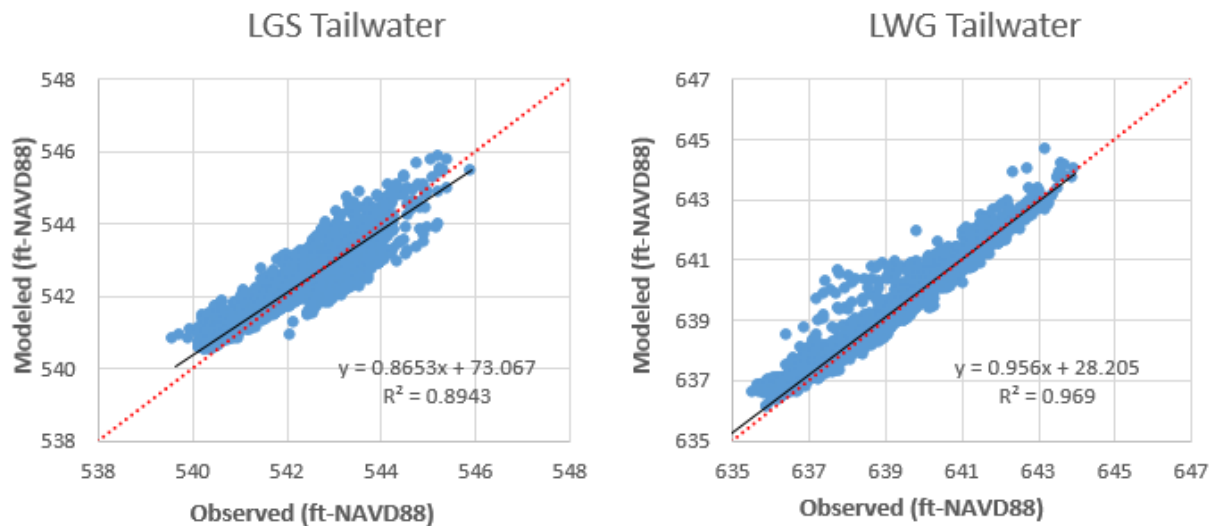 LGS Tailwater
548
546
544
542
540
538
Modeled (ft-NAVD88)
y = 0.8653x + 73.067
R² = 0.8943
538 540 542 544 546 548
Observed (ft-NAVD88)
LWG Tailwater
647
645
643
641
639
637
635
Modeled (ft-NAVD88)
y = 0.956x + 28.205
R² = 0.969
635 637 639 641 643 645 647
Observed (ft-NAVD88)